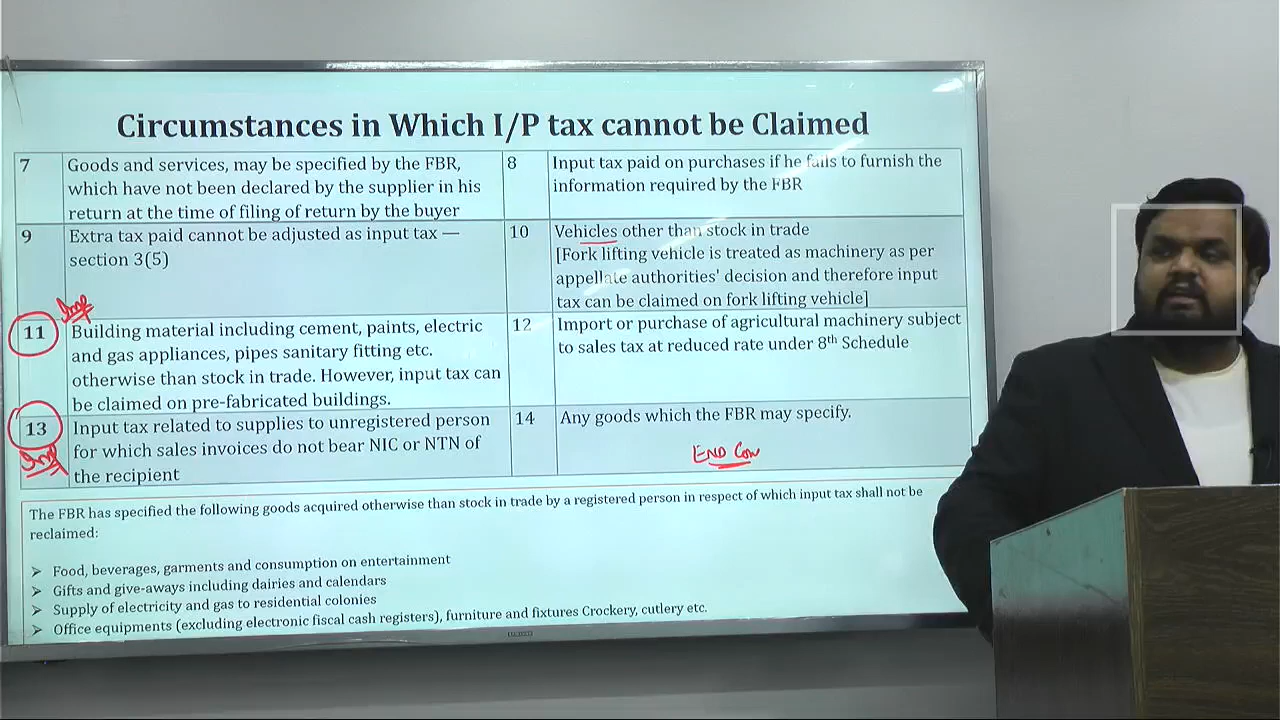 Circumstances in Which I/P tax cannot be Claimed
7
Goods and services, may be specified by the FBR,
which have not been declared by the supplier in his
return at the time of filing of return by the buyer
8
Input tax paid on purchases if he fails to furnish the
information required by the FBR
9
Extra tax paid cannot be adjusted as input tax —
section 3(5)
10
Vehicles other than stock in trade
[Fork lifting vehicle is treated as machinery as per
appellate authorities' decision and therefore input
tax can be claimed on fork lifting vehicle]
Imp
11
Building material including cement, paints, electric
and gas appliances, pipes sanitary fitting etc.
otherwise than stock in trade. However, input tax can
be claimed on pre-fabricated buildings.
12
Import or purchase of agricultural machinery subject
to sales tax at reduced rate under 8th Schedule
13
Imp
Input tax related to supplies to unregistered person
for which sales invoices do not bear NIC or NTN of
the recipient
14
Any goods which the FBR may specify.
END Con
The FBR has specified the following goods acquired otherwise than stock in trade by a registered person in respect of which input tax shall not be
reclaimed:
➢ Food, beverages, garments and consumption on entertainment
➢ Gifts and give-aways including dairies and calendars
➢ Supply of electricity and gas to residential colonies
➢ Office equipments (excluding electronic fiscal cash registers), furniture and fixtures Crockery, cutlery etc.